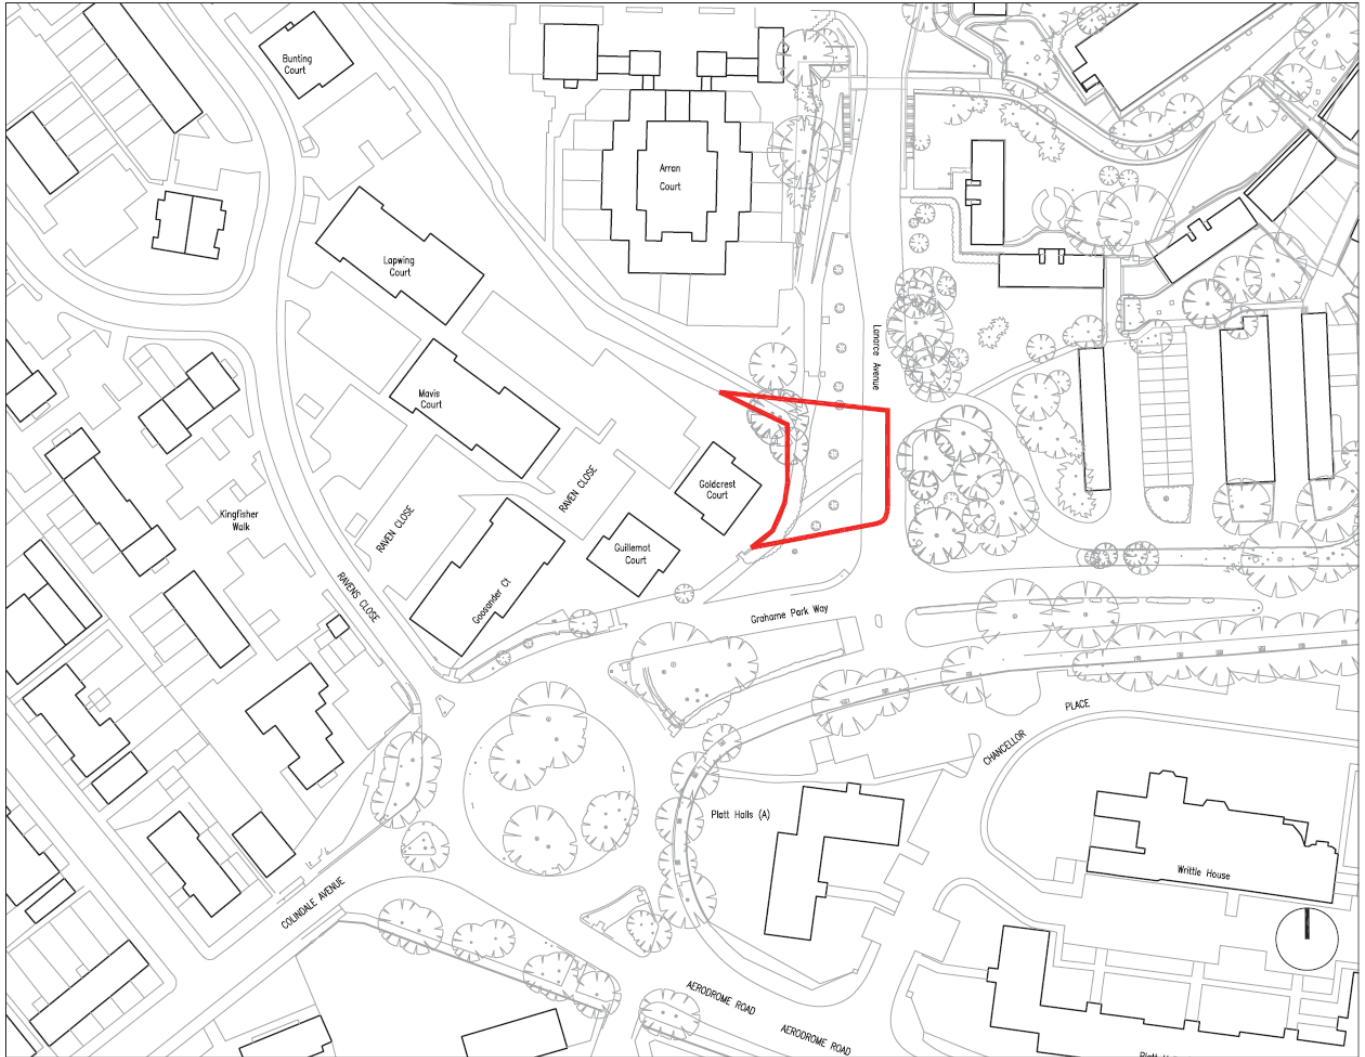 Bunting
Court
Arran
Court
Lapwing
Court
Lanacre Avenue
Mavis
Court
Goldcrest
Court
RAVEN CLOSE
RAVEN CLOSE
Kingfisher
Walk
Guillemot
Court
Goosander Ct
RAVENS CLOSE
Grahame Park Way
PLACE
CHANCELLOR
Platt Halls (A)
Writtle House
COLINDALE AVENUE
AERODROME ROAD
AERODROME ROAD